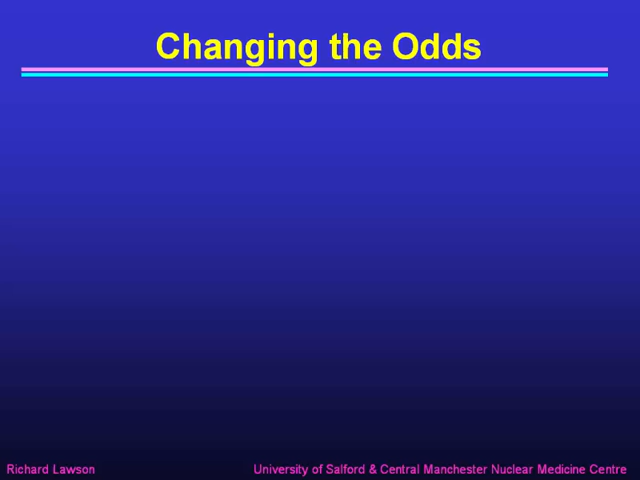 Changing the Odds
Richard Lawson
University of Salford & Central Manchester Nuclear Medicine Centre